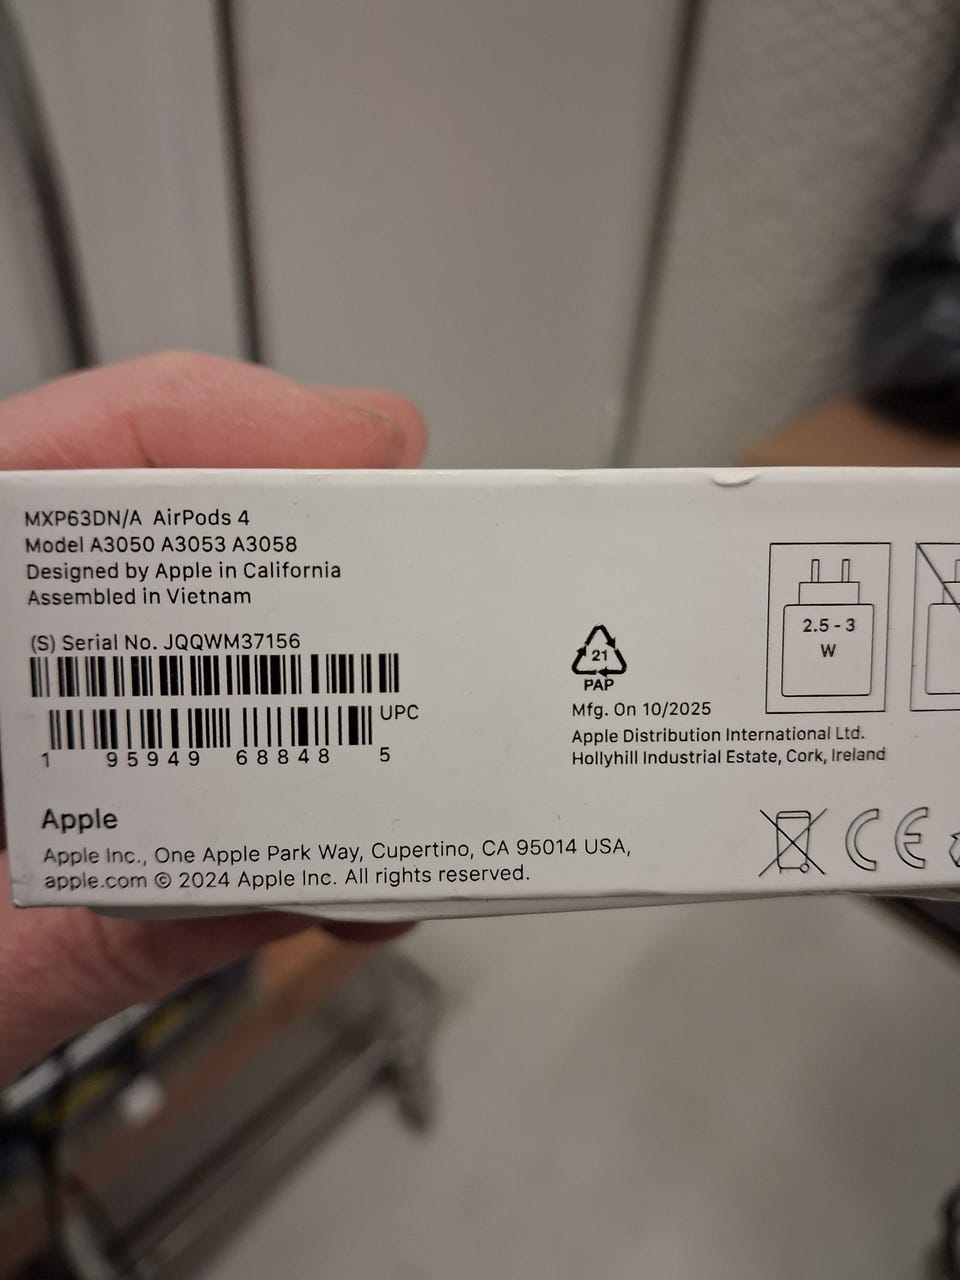 MXP63DN/A AirPods 4
Model A3050 A3053 A3058
Designed by Apple in California
Assembled in Vietnam
(S) Serial No. JQQWM37156
UPC
1 95949 68848 5
21
PAP
Mfg. On 10/2025
Apple Distribution International Ltd.
Hollyhill Industrial Estate, Cork, Ireland
2.5 - 3
W
Apple
Apple Inc., One Apple Park Way, Cupertino, CA 95014 USA,
apple.com © 2024 Apple Inc. All rights reserved.
CE